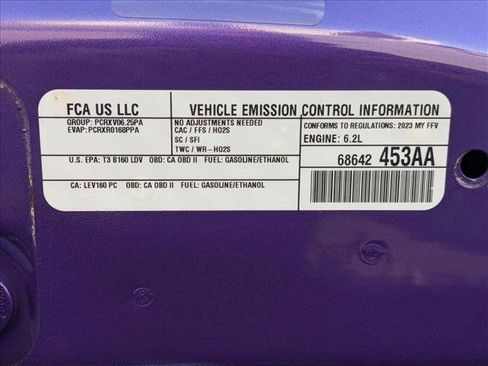 FCA US LLC
GROUP: PCRXV06.25PA
EVAP: PCRXR0168PPA
VEHICLE EMISSION CONTROL INFORMATION
NO ADJUSTMENTS NEEDED
CAC / FFS / HO2S
SC / SFI
TWC / WR-HO2S
CONFORMS TO REGULATIONS: 2023 MY FFV
ENGINE: 6.2L
68642 453AA
U.S. EPA: T3 B160 LDV OBD: CA OBD II FUEL: GASOLINE/ETHANOL
CA: LEV160 PC OBD: CA OBD II FUEL: GASOLINE/ETHANOL